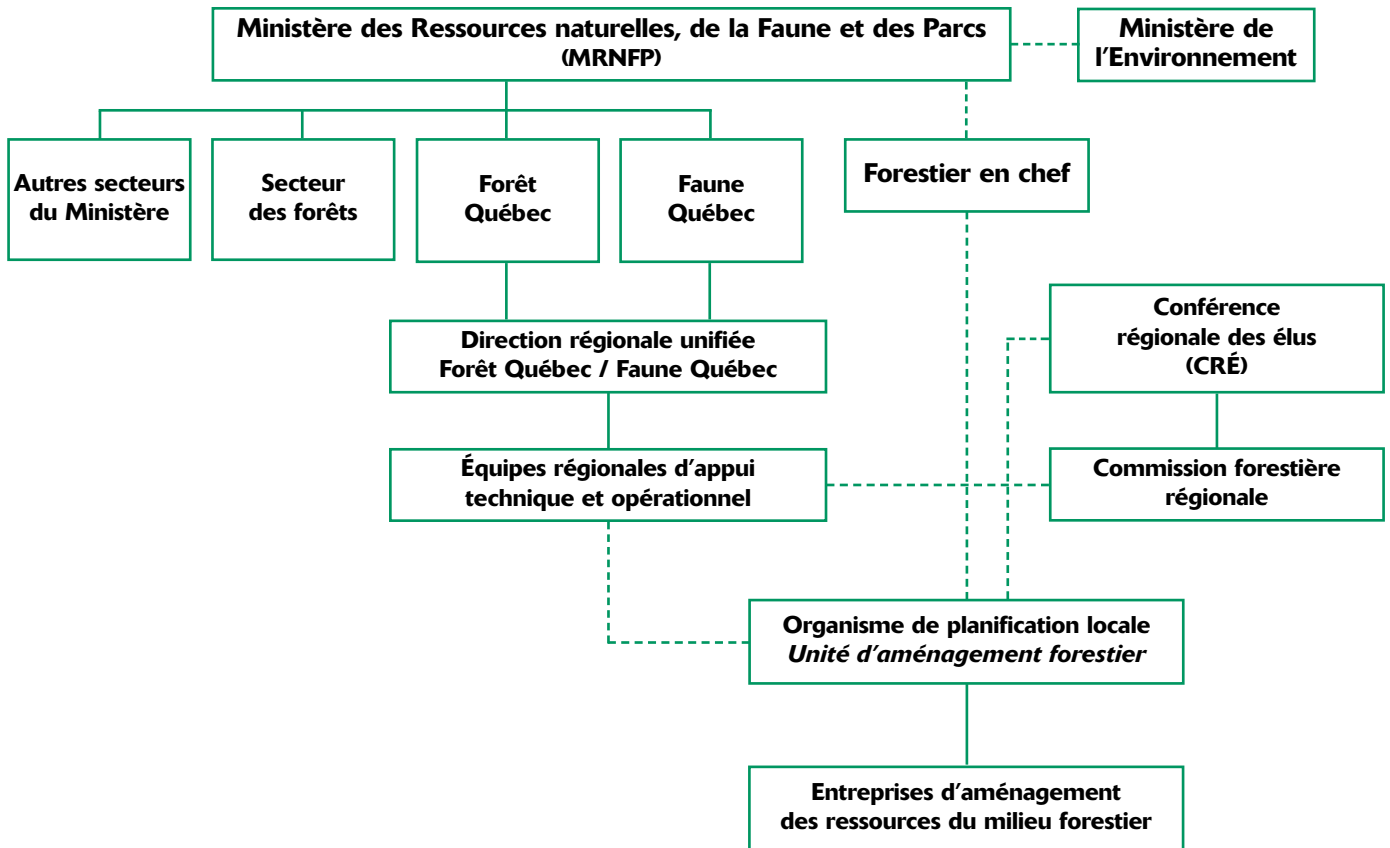 Ministère des Ressources naturelles, de la Faune et des Parcs
(MRNFP)
Ministère de
l'Environnement
Autres secteurs
du Ministère
Secteur
des forêts
Forêt
Québec
Faune
Québec
Forestier en chef
Conférence
régionale des élus
(CRÉ)
Direction régionale unifiée
Forêt Québec / Faune Québec
Équipes régionales d'appui
technique et opérationnel
Commission forestière
régionale
Organisme de planification locale
Unité d'aménagement forestier
Entreprises d'aménagement
des ressources du milieu forestier